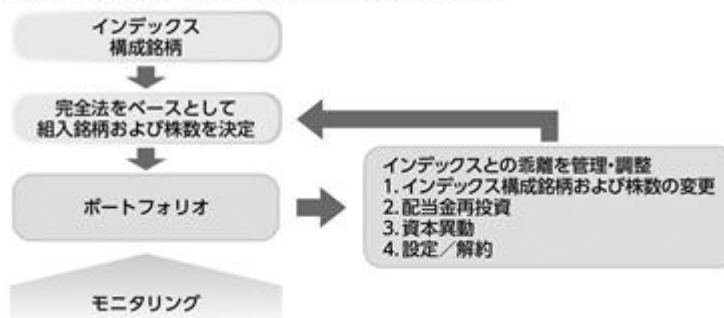 インデックス
構成銘柄
完全法をベースとして
組入銘柄および株数を決定
ポートフォリオ
インデックスとの乖離を管理・調整
1.インデックス構成銘柄および株数の変更
2.配当金再投資
3.資本異動
4.設定／解約
モニタリング